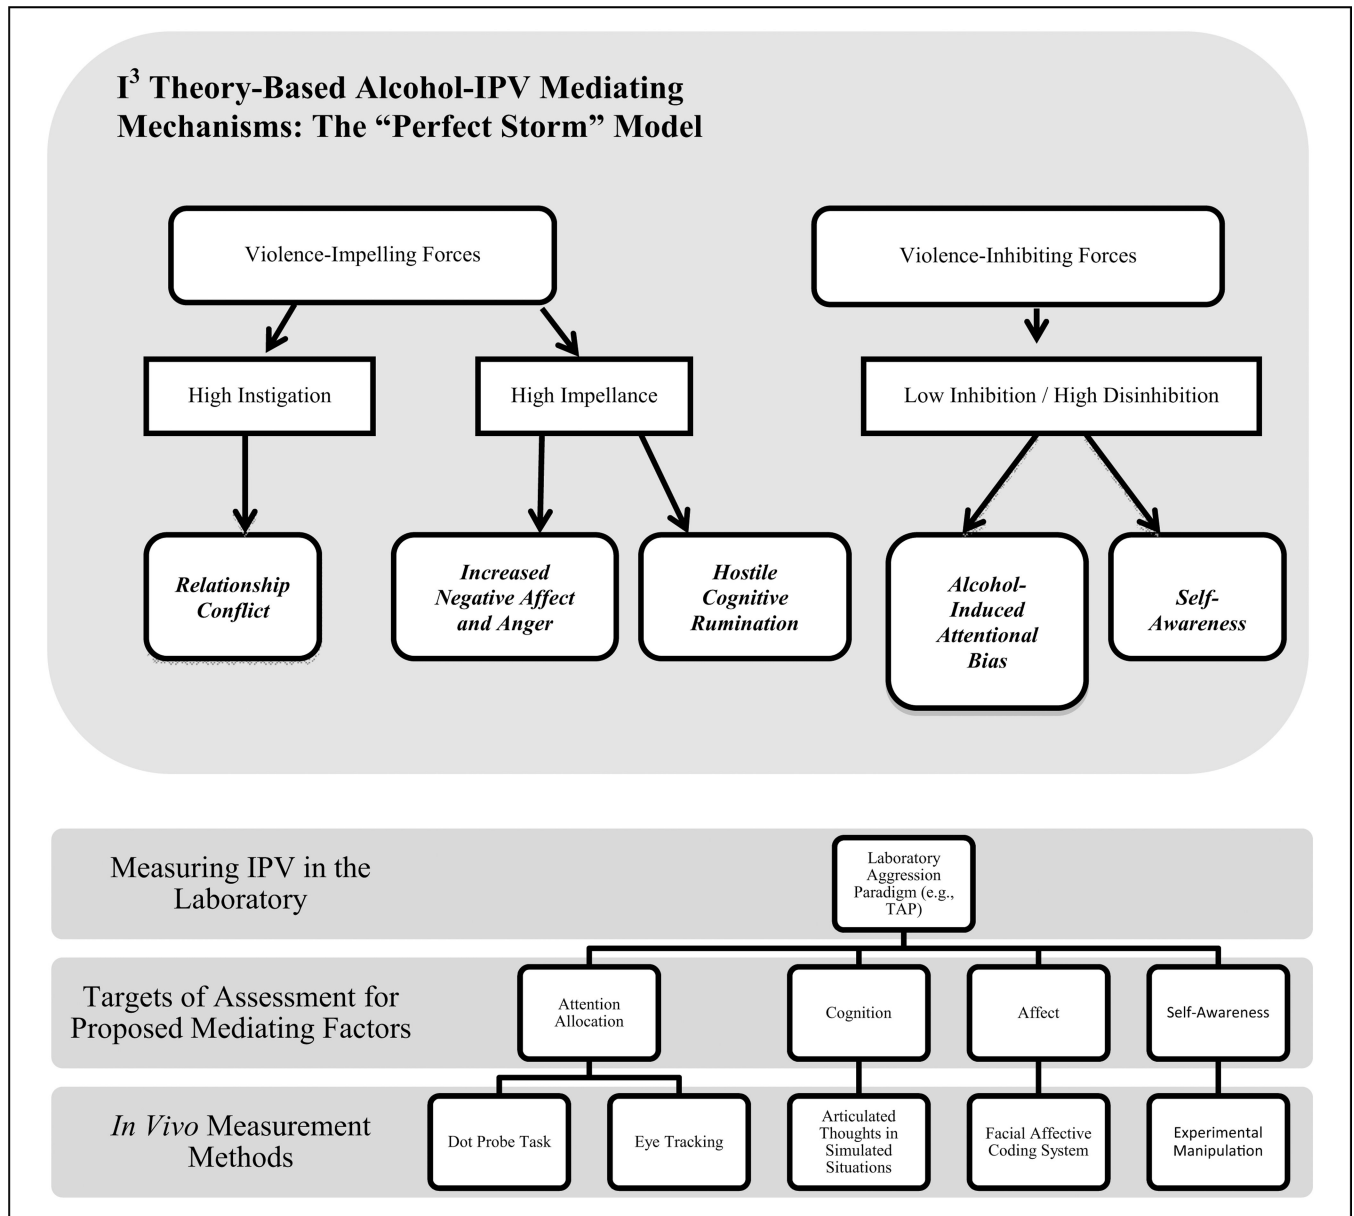 I³ Theory-Based Alcohol-IPV Mediating
Mechanisms: The “Perfect Storm” Model
Violence-Impelling Forces
Violence-Inhibiting Forces
High Instigation
High Impellance
Low Inhibition / High Disinhibition
Relationship
Conflict
Increased
Negative Affect
and Anger
Hostile
Cognitive
Rumination
Alcohol-
Induced
Attentional
Bias
Self-
Awareness
Measuring IPV in the
Laboratory
Laboratory
Aggression
Paradigm (e.g.,
TAP)
Targets of Assessment for
Proposed Mediating Factors
Attention
Allocation
Cognition
Affect
Self-Awareness
In Vivo Measurement
Methods
Dot Probe Task
Eye Tracking
Articulated
Thoughts in
Simulated
Situations
Facial Affective
Coding System
Experimental
Manipulation